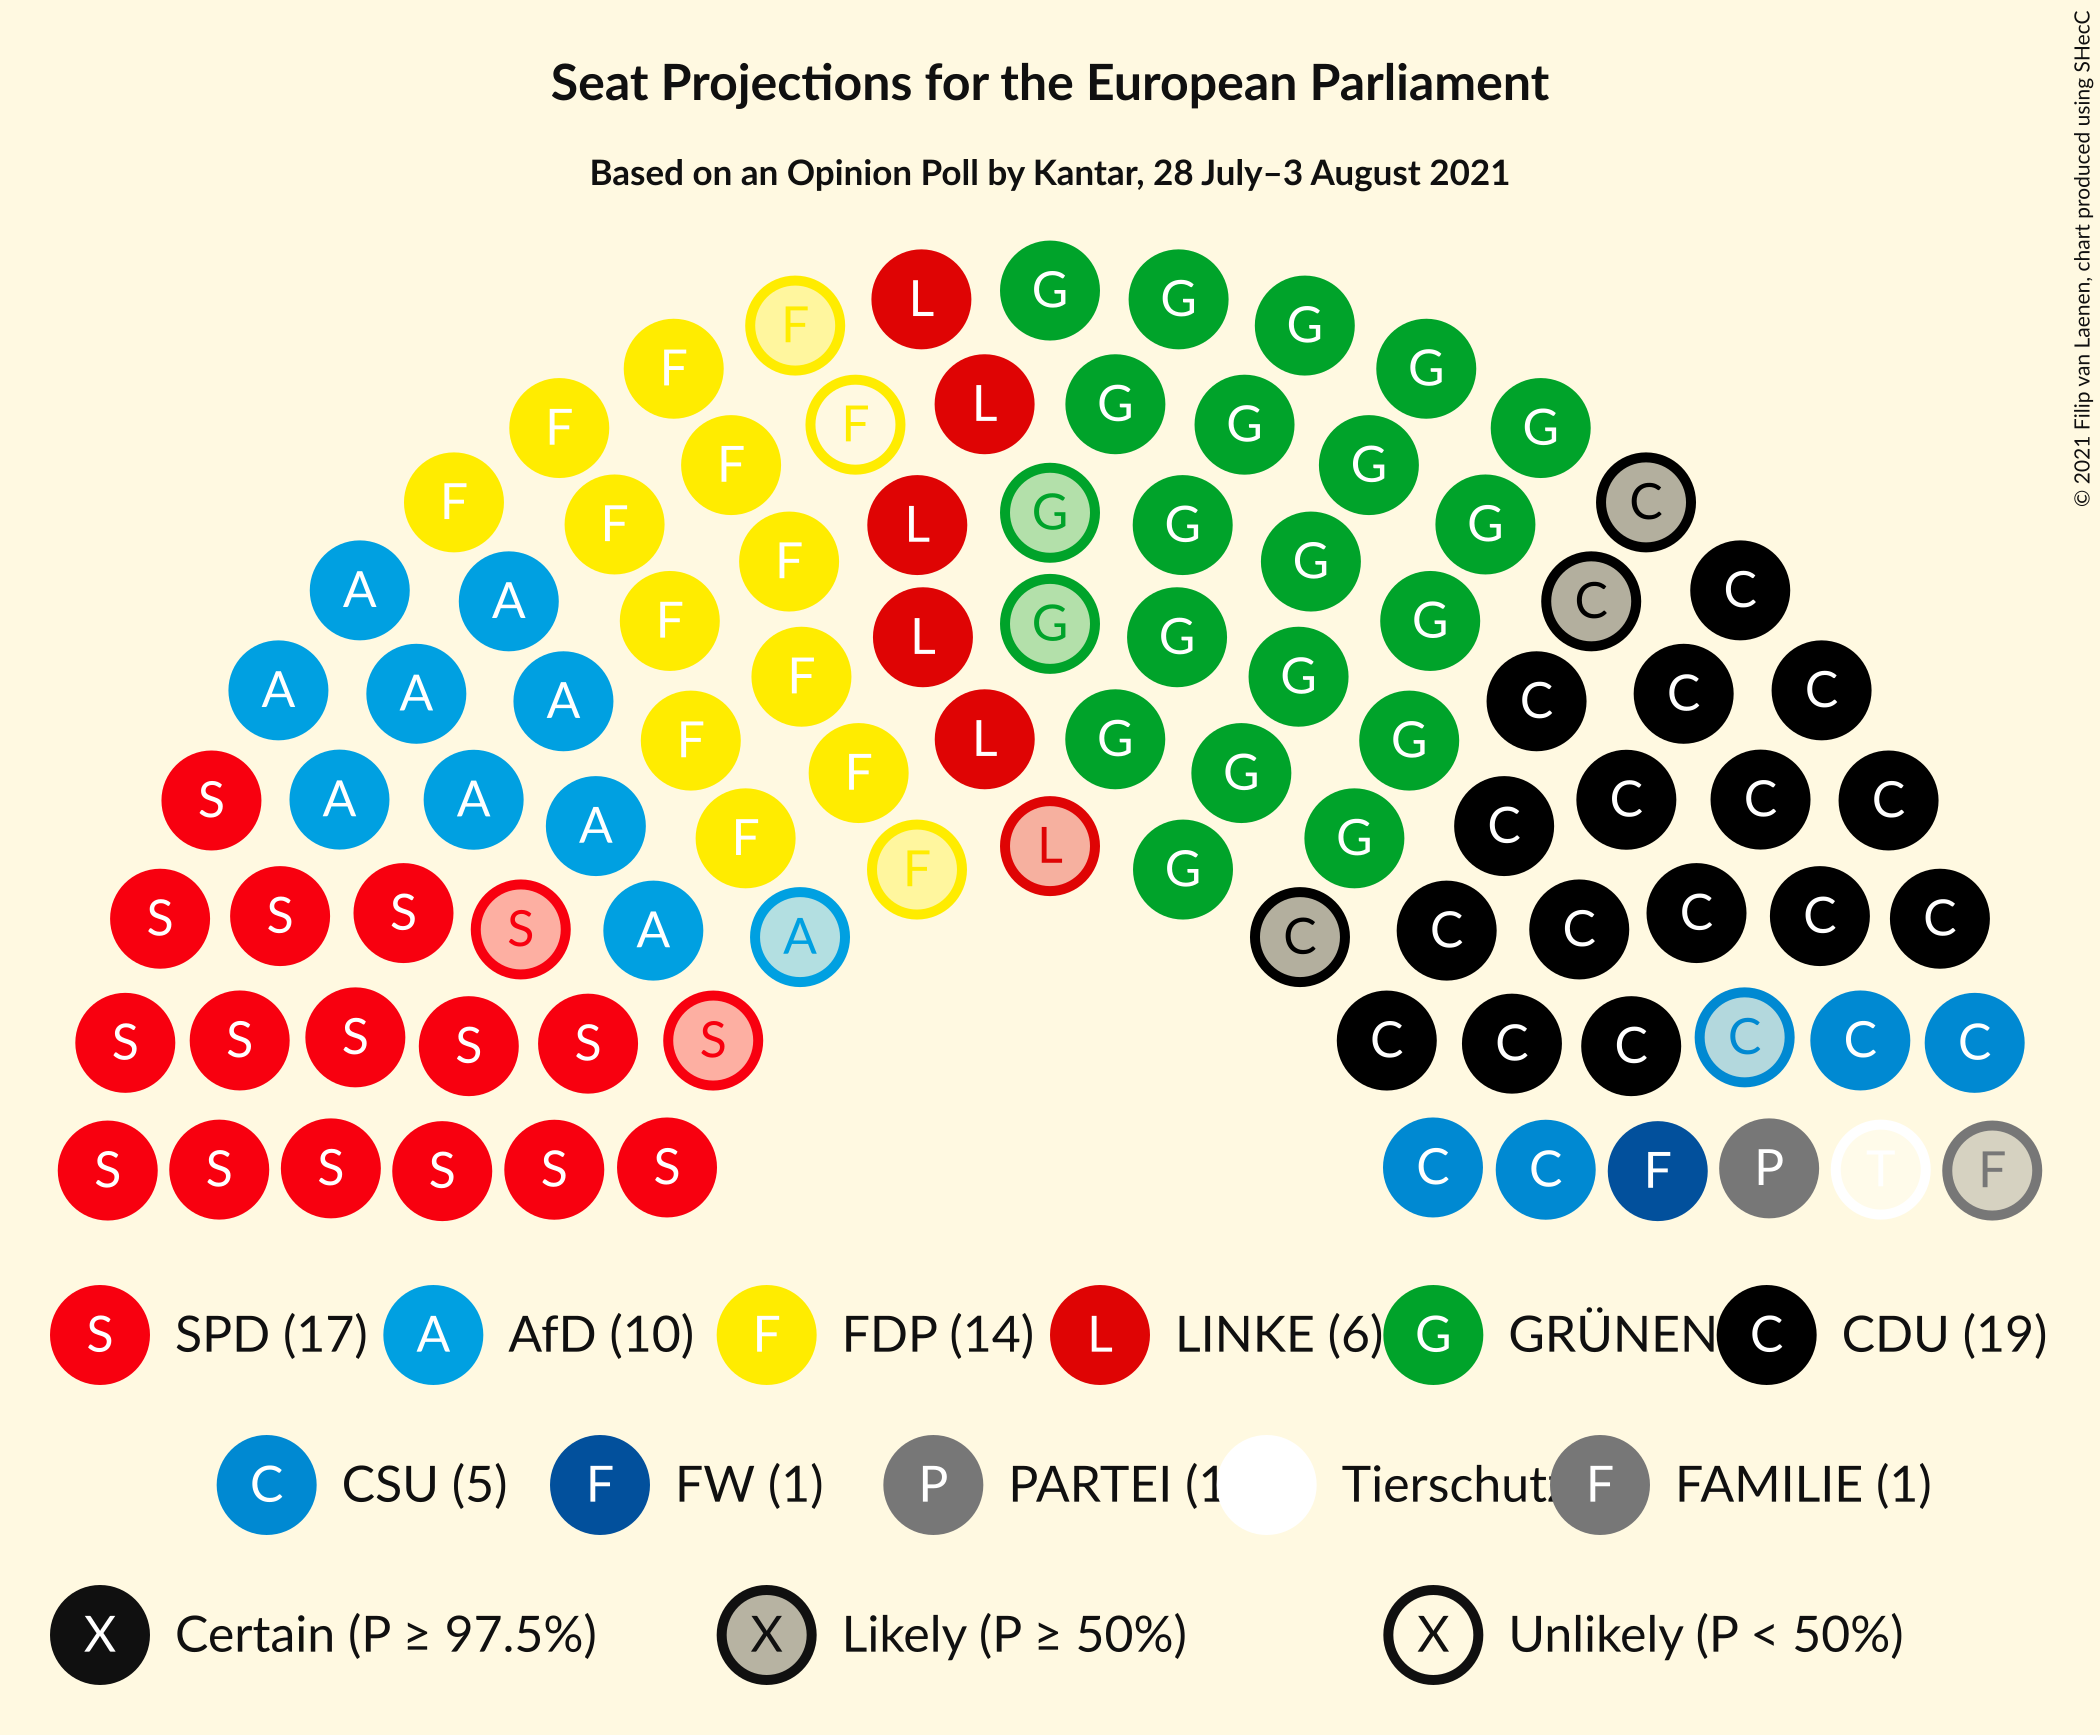 Seat Projections for the European Parliament
Based on an Opinion Poll by Kantar, 28 July–3 August 2021
© 2021 Filip van Laenen, chart produced using SHecC
F L G G G
F F G
F F L G G G
F F G G C
F L G G G C
F F G G C
A A F F L G G G C C
A A A F F L G G G C C C
S A A A F F G G C C C C
S S S S A A F L G C C C C C C
S S S S S S C C C C C C
S S S S S S C C F P T F
S SPD (17) A AfD (10) F FDP (14) L LINKE (6) G GRÜNEN C CDU (19)
C CSU (5) F FW (1) P PARTEI (1 Tierschutz F FAMILIE (1)
X Certain (P ≥ 97.5%) X Likely (P ≥ 50%) X Unlikely (P < 50%)